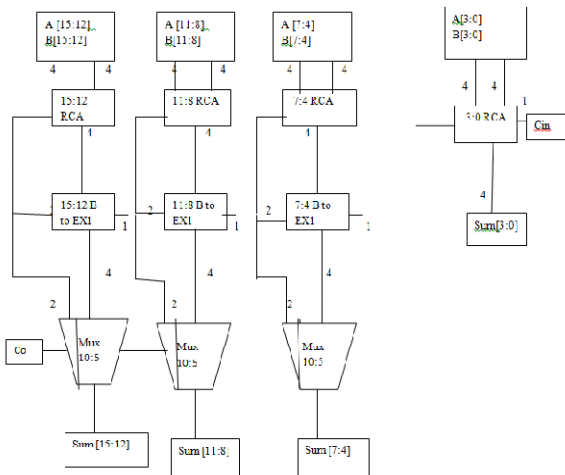 A [15:12],
B[15:12]
A [11:8],
B[11:8]
A [7:4]
B[7:4]
A[3:0]
B[3:0]
4
4
4
4
4
4
4
4
1
15:12
RCA
11:8 RCA
7:4 RCA
3:0 RCA
Cin
4
4
4
4
15:12 B
to EX1
2
11:8 B to
EX1
2
7:4 B to
EX1
1
1
1
Sum[3:0]
4
4
4
2
2
2
Co
Mux
10:5
Mux
10:5
Mux
10:5
Sum [15:12]
Sum [11:8]
Sum [7:4]